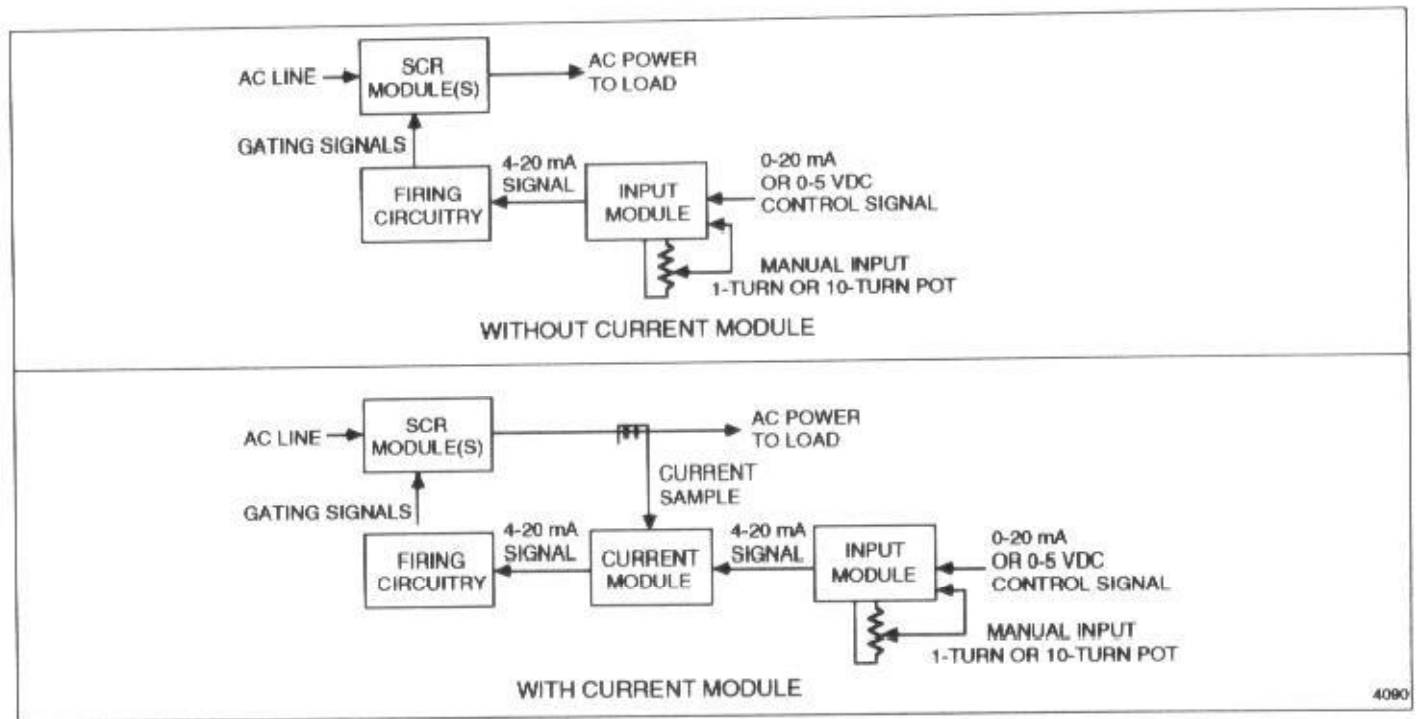 AC LINE
SCR
MODULE(S)
AC POWER
TO LOAD
GATING SIGNALS
FIRING
CIRCUITRY
4-20 mA
SIGNAL
INPUT
MODULE
0-20 mA
OR 0-5 VDC
CONTROL SIGNAL
MANUAL INPUT
1-TURN OR 10-TURN POT
WITHOUT CURRENT MODULE
AC LINE
SCR
MODULE(S)
AC POWER
TO LOAD
CURRENT
SAMPLE
GATING SIGNALS
FIRING
CIRCUITRY
4-20 mA
SIGNAL
CURRENT
MODULE
4-20 mA
SIGNAL
INPUT
MODULE
0-20 mA
OR 0-5 VDC
CONTROL SIGNAL
MANUAL INPUT
1-TURN OR 10-TURN POT
WITH CURRENT MODULE
4090